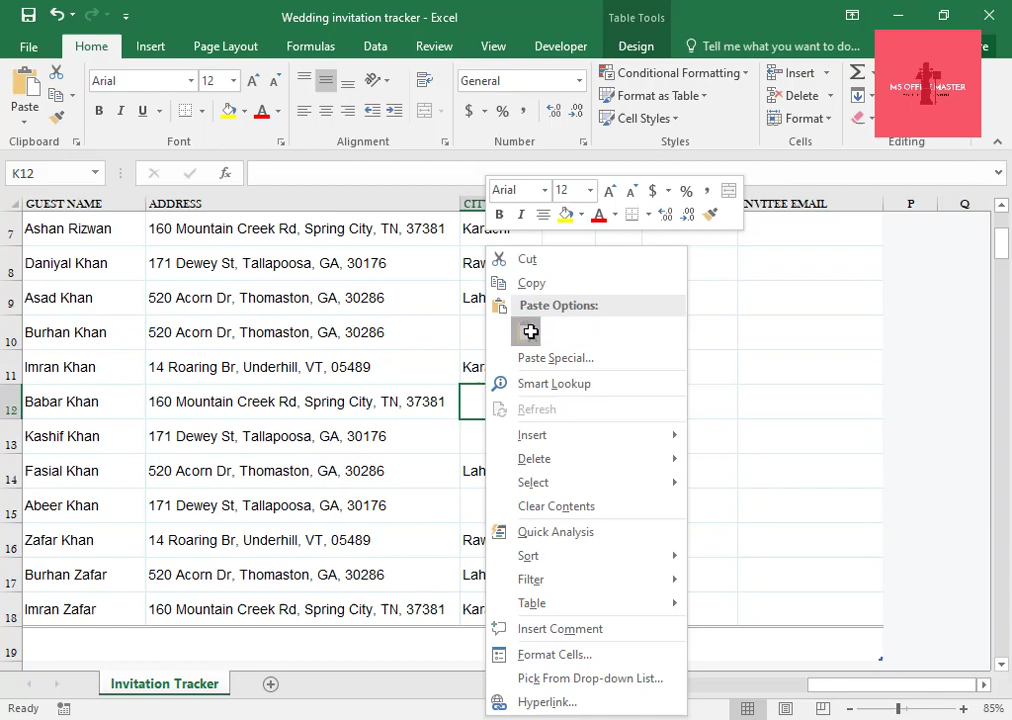 Wedding invitation tracker - Excel
Table Tools
File Home Insert Page Layout Formulas Data Review View Developer Design Tell me what you want to do...
MS OFFICE MASTER
Paste
Arial 12
General
Conditional Formatting
Format as Table
Cell Styles
Insert
Delete
Format
B I U
$ % ,
Clipboard Font Alignment Number Styles Cells Editing
K12 fx
Arial 12 $ % ,
B I
GUEST NAME ADDRESS CITY INVITEE EMAIL P Q
7 Ashan Rizwan 160 Mountain Creek Rd, Spring City, TN, 37381 Karachi
8 Daniyal Khan 171 Dewey St, Tallapoosa, GA, 30176
9 Asad Khan 520 Acorn Dr, Thomaston, GA, 30286
10 Burhan Khan 520 Acorn Dr, Thomaston, GA, 30286
11 Imran Khan 14 Roaring Br, Underhill, VT, 05489
12 Babar Khan 160 Mountain Creek Rd, Spring City, TN, 37381
13 Kashif Khan 171 Dewey St, Tallapoosa, GA, 30176
14 Fasial Khan 520 Acorn Dr, Thomaston, GA, 30286
15 Abeer Khan 171 Dewey St, Tallapoosa, GA, 30176
16 Zafar Khan 14 Roaring Br, Underhill, VT, 05489
17 Burhan Zafar 520 Acorn Dr, Thomaston, GA, 30286
18 Imran Zafar 160 Mountain Creek Rd, Spring City, TN, 37381
19
Cut
Copy
Paste Options:
Paste Special...
Smart Lookup
Refresh
Insert
Delete
Select
Clear Contents
Quick Analysis
Sort
Filter
Table
Insert Comment
Format Cells...
Pick From Drop-down List...
Hyperlink...
Invitation Tracker
Ready
85%